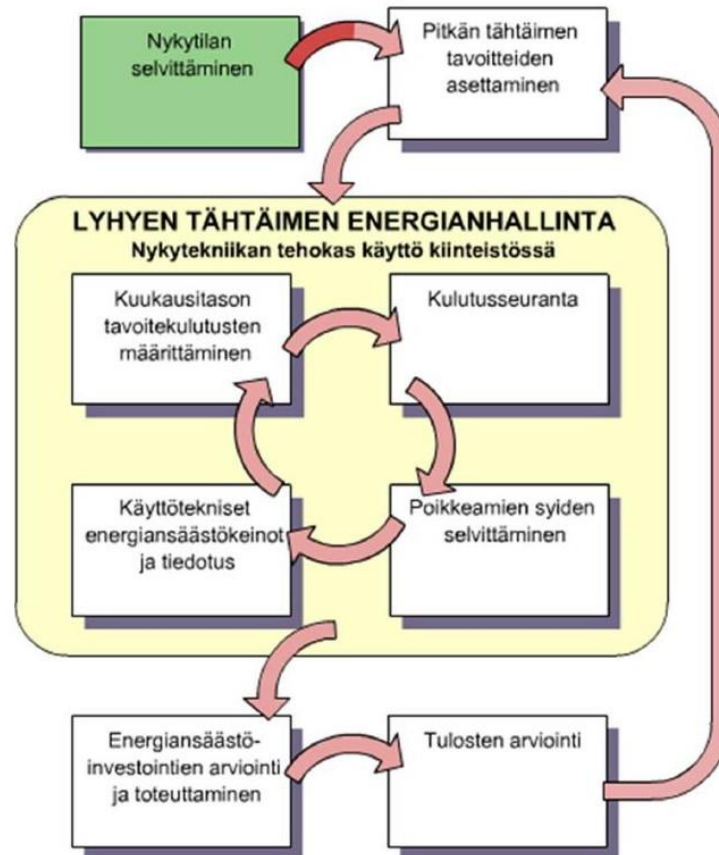 Nykytilan
selvittäminen
Pitkän tähtäimen
tavoitteiden
asettaminen
LYHYEN TÄHTÄIMEN ENERGIANHALLINTA
Nykytekniikan tehokas käyttö kiinteistössä
Kuukausitason
tavoitekulutusten
määrittäminen
Kulutusseuranta
Käyttötekniset
energiansäästökeinot
ja tiedotus
Poikkeamien syiden
selvittäminen
Energiansäästö-
investointien arviointi
ja toteuttaminen
Tulosten arviointi